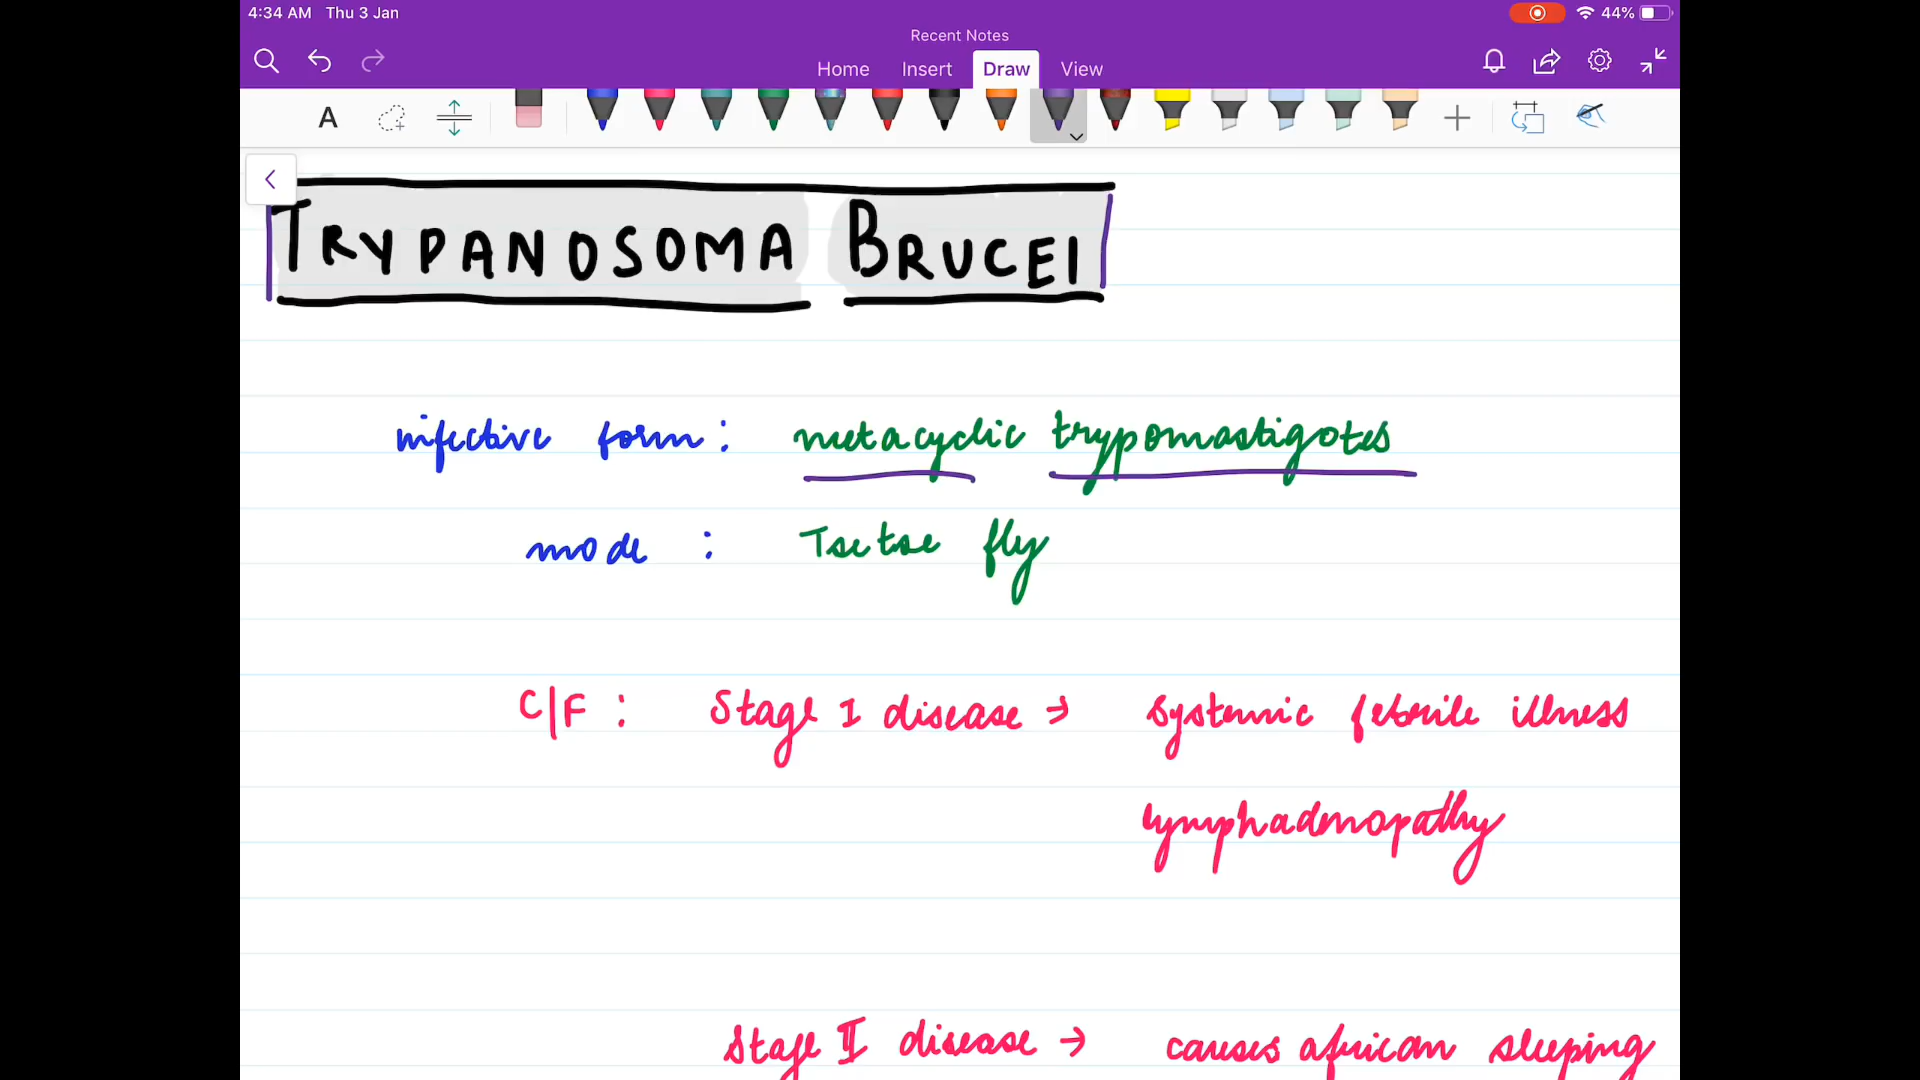 4:34 AM Thu 3 Jan 44%
Recent Notes
Home Insert Draw View
A
TRYPANOSOMA BRUCEI
infective form : metacyclic trypomastigotes
mode : Tsetse fly
C/F : Stage I disease → systemic febrile illness
lymphadenopathy
Stage II disease → causes african sleeping